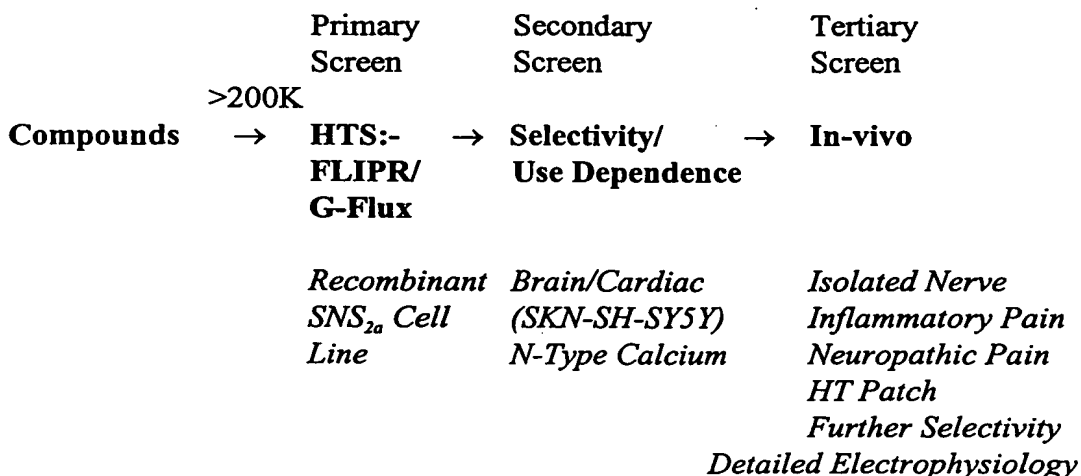 Primary Secondary Tertiary
Screen Screen Screen
>200K
Compounds → HTS:- → Selectivity/ → In-vivo
FLIPR/ Use Dependence
G-Flux
Recombinant Brain/Cardiac Isolated Nerve
SNS2a Cell (SKN-SH-SY5Y) Inflammatory Pain
Line N-Type Calcium Neuropathic Pain
HT Patch
Further Selectivity
Detailed Electrophysiology